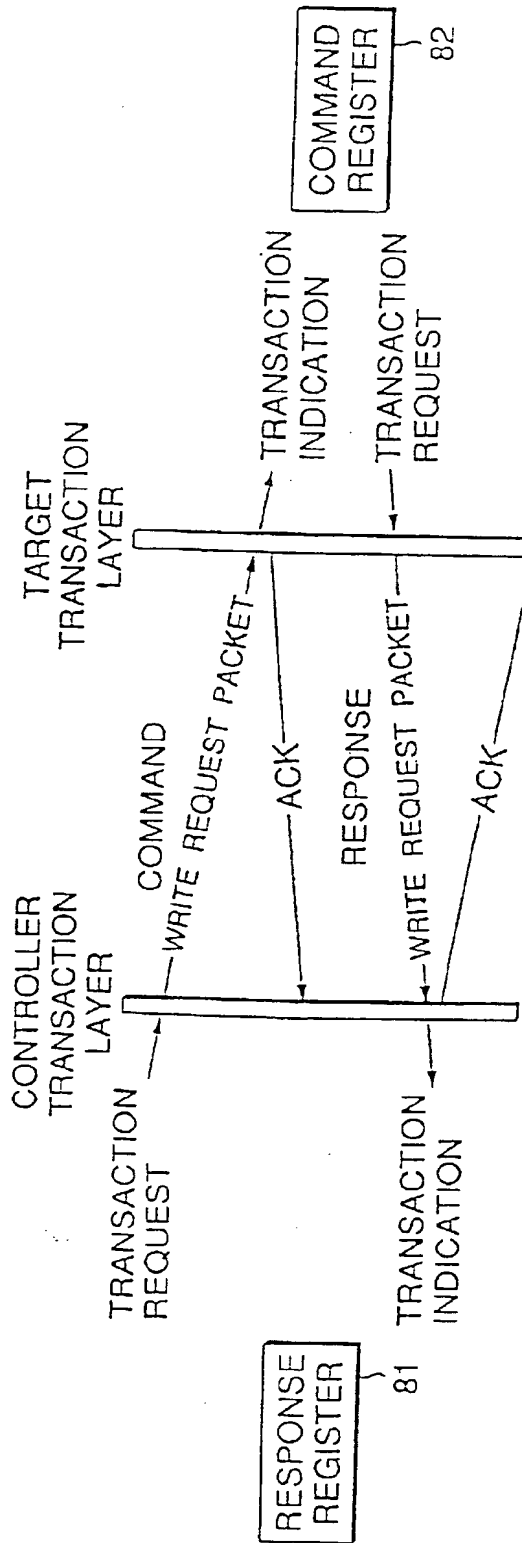 CONTROLLER
TRANSACTION
LAYER
TARGET
TRANSACTION
LAYER
TRANSACTION
REQUEST
COMMAND
WRITE REQUEST PACKET
TRANSACTION
INDICATION
ACK
COMMAND
REGISTER
82
RESPONSE
REGISTER
81
RESPONSE
WRITE REQUEST PACKET
TRANSACTION
REQUEST
TRANSACTION
INDICATION
ACK